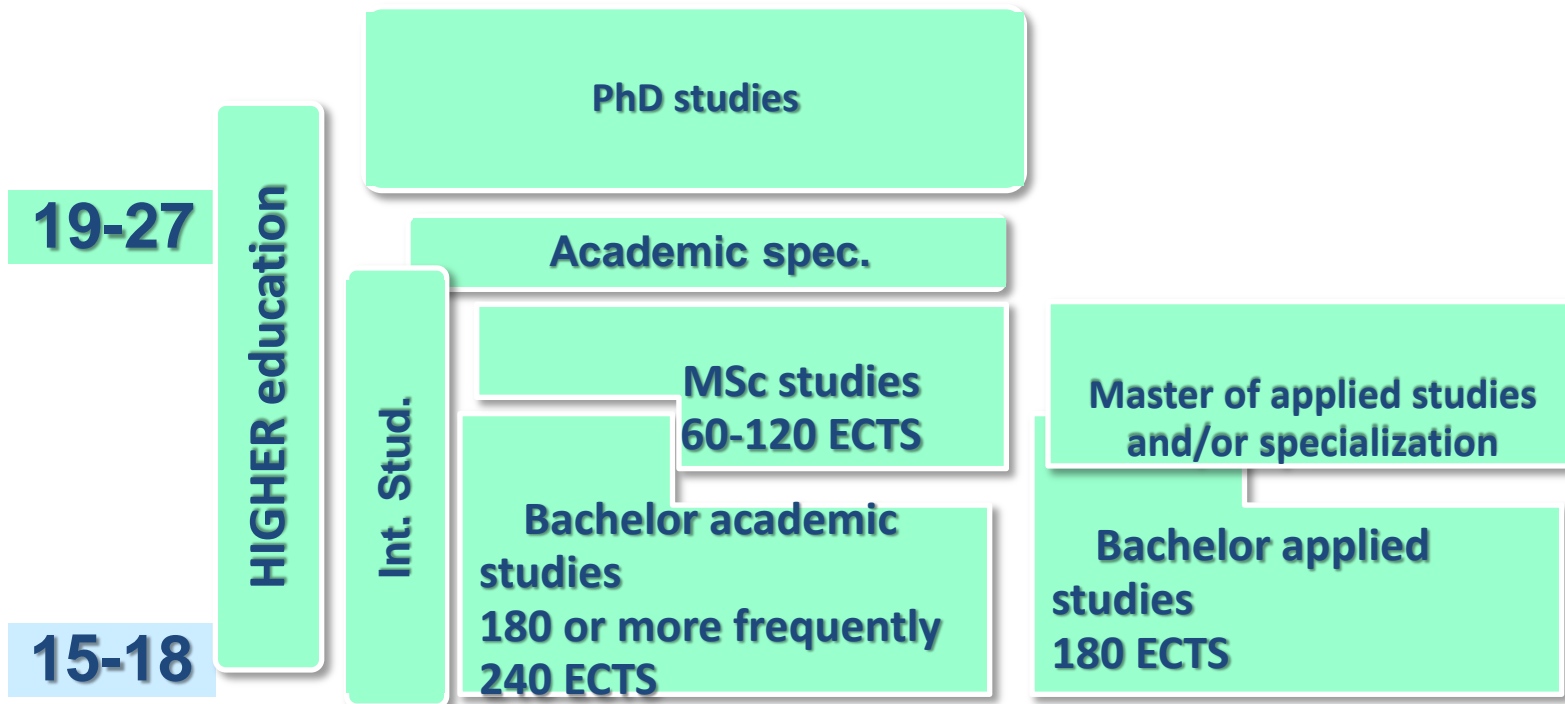 PhD studies
19-27
HIGHER education
Academic spec.
Int. Stud.
MSc studies
60-120 ECTS
Master of applied studies
and/or specialization
Bachelor academic
studies
180 or more frequently
240 ECTS
Bachelor applied
studies
180 ECTS
15-18